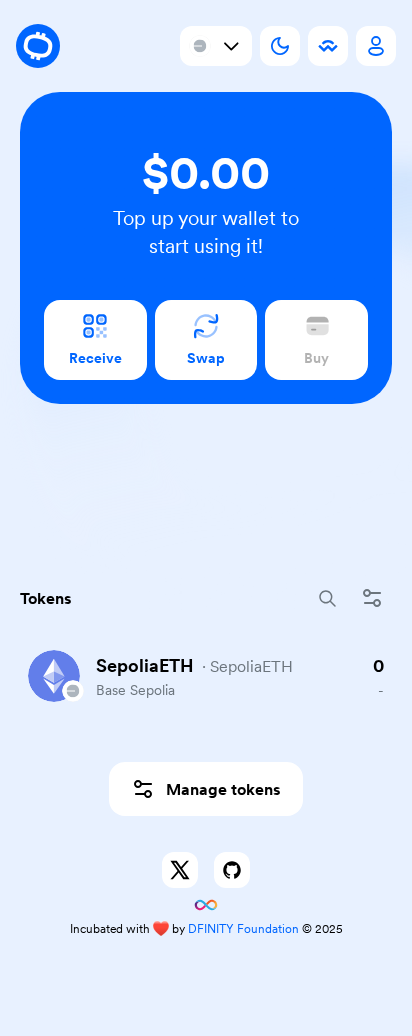 $0.00
Top up your wallet to
start using it!
Receive
Swap
Buy
Tokens
SepoliaETH · SepoliaETH
0
Base Sepolia
-
Manage tokens
Incubated with ❤️ by DFINITY Foundation © 2025